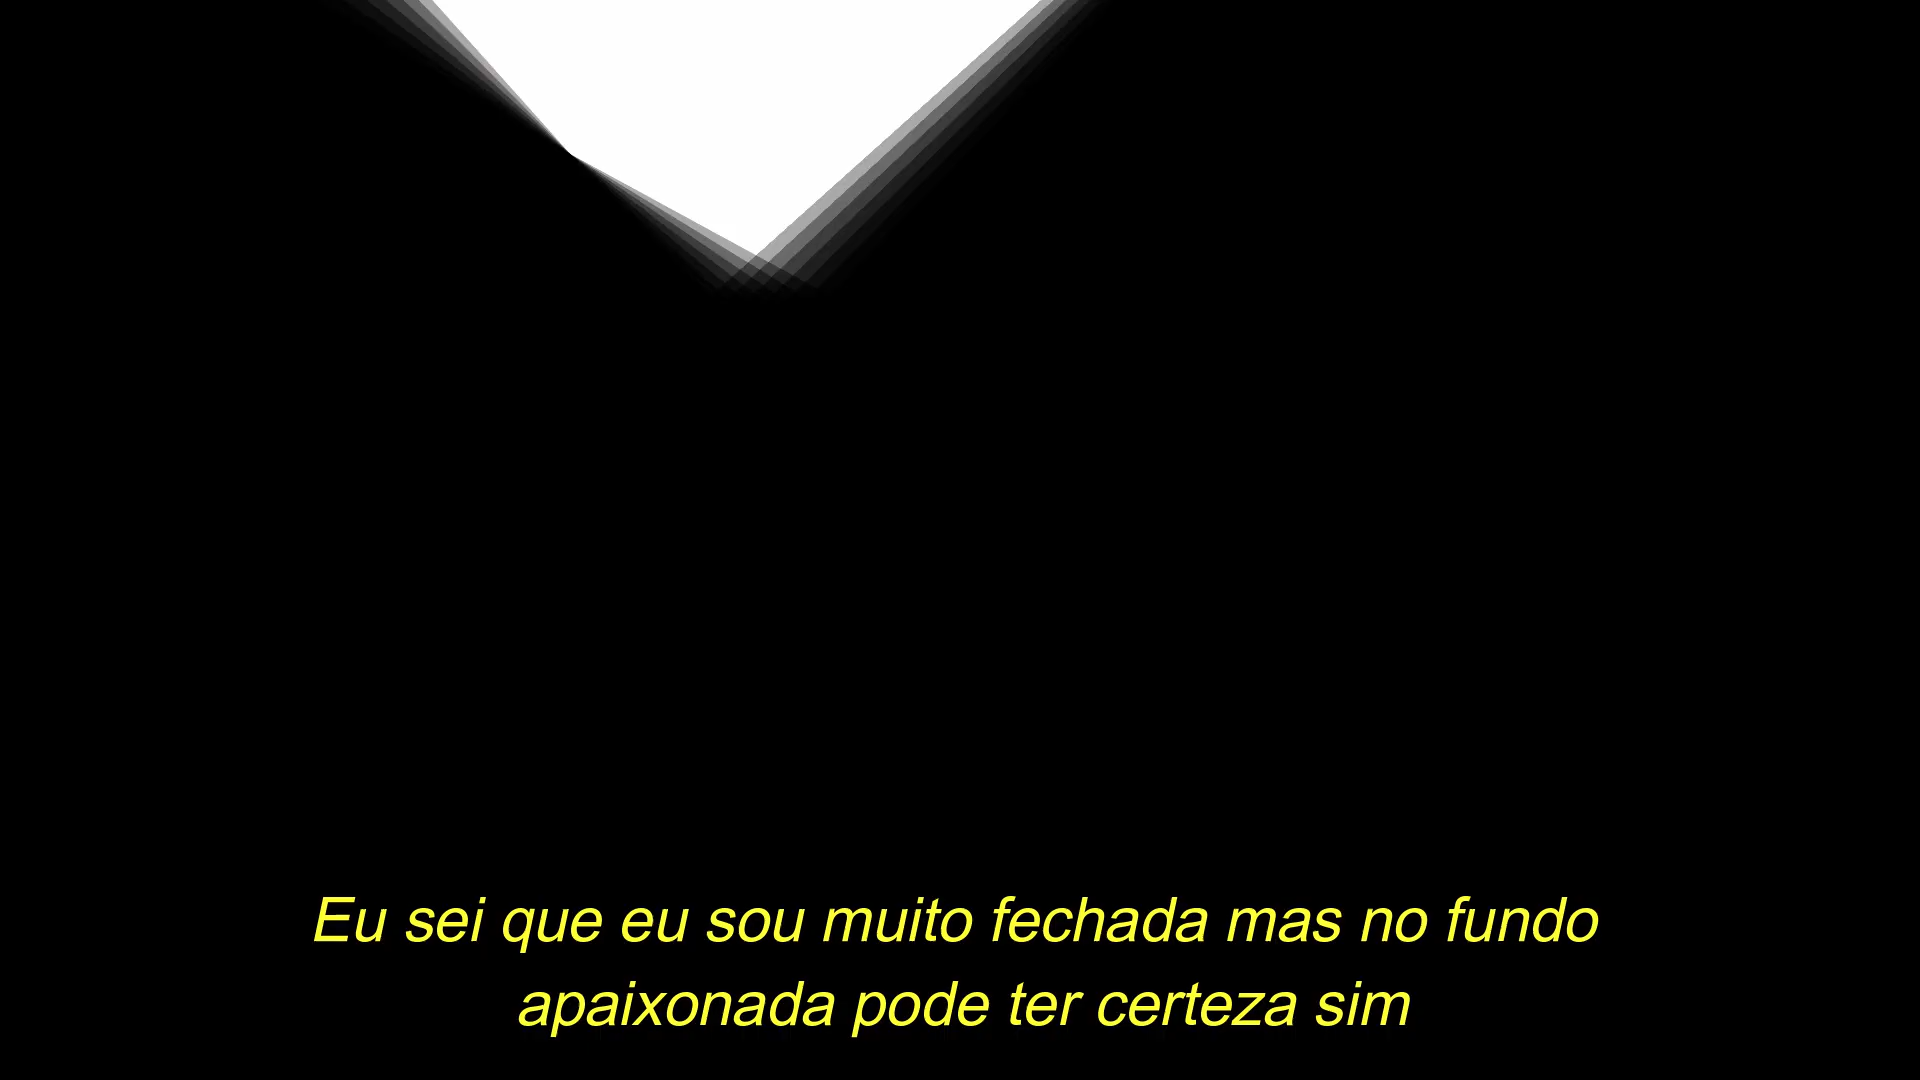 Eu sei que eu sou muito fechada mas no fundo
apaixonada pode ter certeza sim